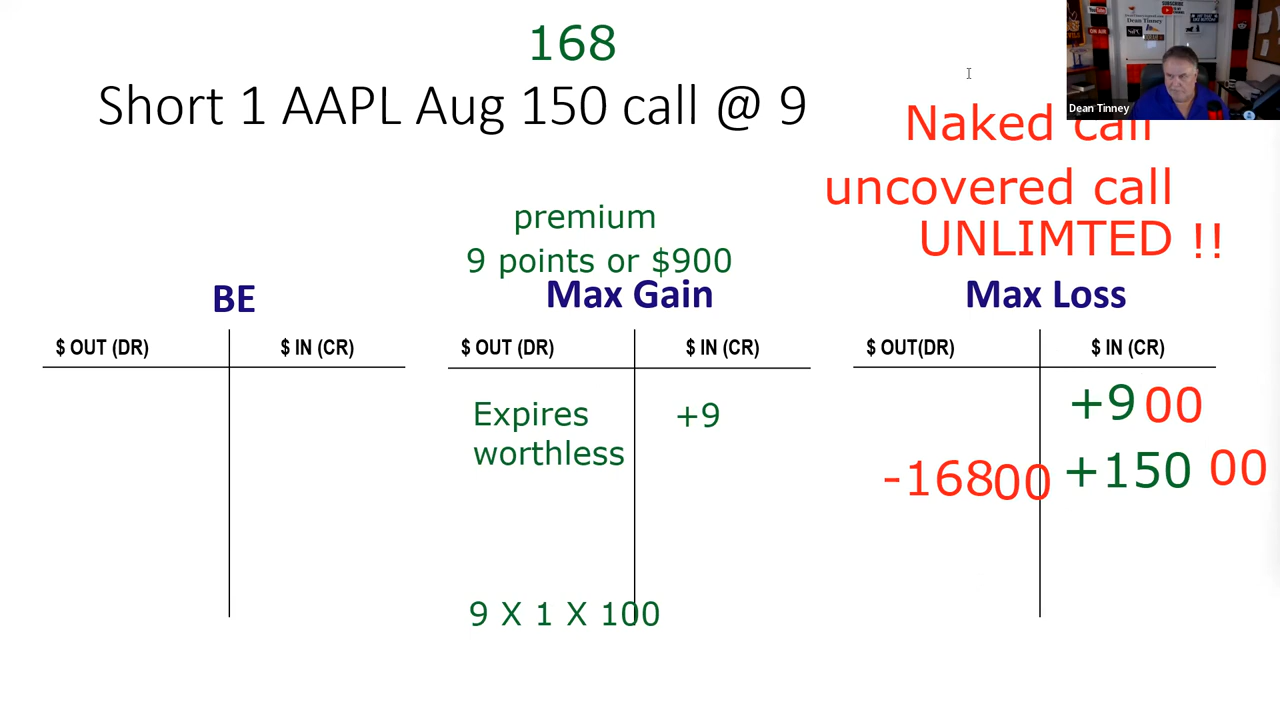 168
Short 1 AAPL Aug 150 call @ 9
Dean Tinney
Naked call
uncovered call
UNLIMTED !!
premium
9 points or $900
BE
Max Gain
Max Loss
$ OUT (DR) $ IN (CR)
$ OUT (DR) $ IN (CR)
$ OUT(DR) $ IN (CR)
Expires
worthless
+9
9 X 1 X 100
+900
-16800 +150 00